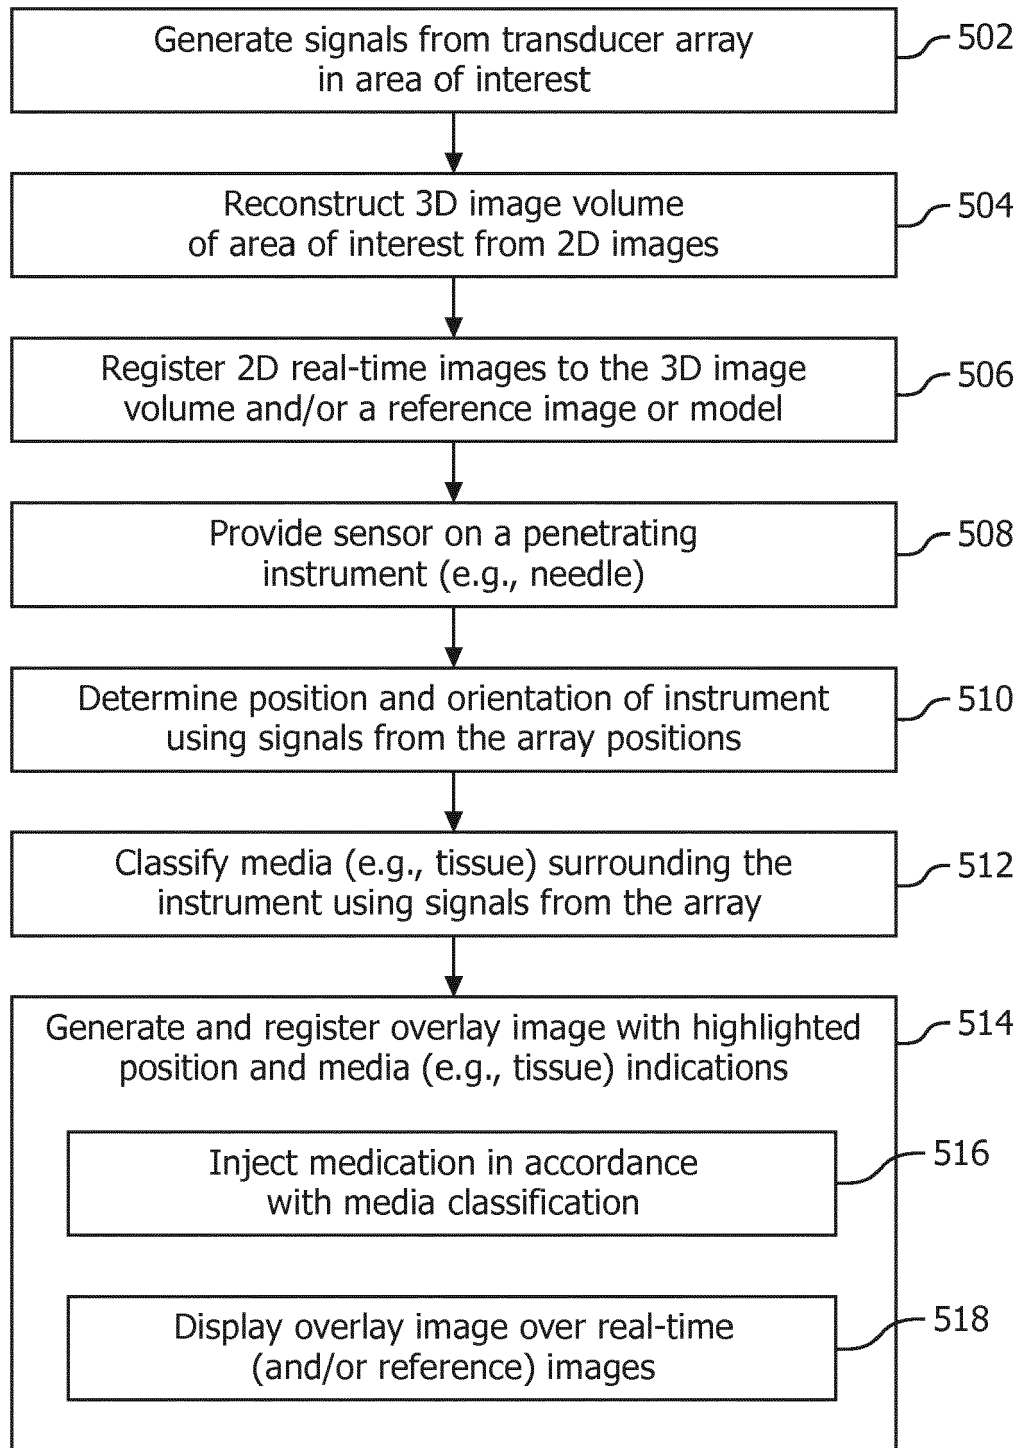 Generate signals from transducer array
in area of interest
502
Reconstruct 3D image volume
of area of interest from 2D images
504
Register 2D real-time images to the 3D image
volume and/or a reference image or model
506
Provide sensor on a penetrating
instrument (e.g., needle)
508
Determine position and orientation of instrument
using signals from the array positions
510
Classify media (e.g., tissue) surrounding the
instrument using signals from the array
512
Generate and register overlay image with highlighted
position and media (e.g., tissue) indications
514
Inject medication in accordance
with media classification
516
Display overlay image over real-time
(and/or reference) images
518